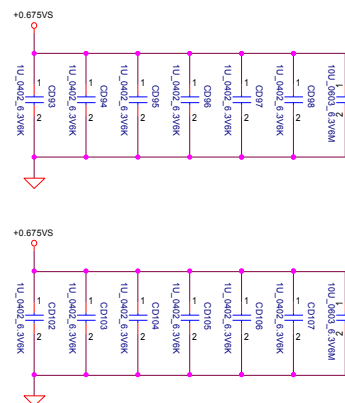 +0.675VS
1U_0402_6.3V6K
1
2
CD93
1U_0402_6.3V6K
1
2
CD94
1U_0402_6.3V6K
1
2
CD95
1U_0402_6.3V6K
1
2
CD96
1U_0402_6.3V6K
1
2
CD97
1U_0402_6.3V6K
1
2
CD98
10U_0603_6.3V6M
1
2
+0.675VS
1U_0402_6.3V6K
1
2
CD102
1U_0402_6.3V6K
1
2
CD103
1U_0402_6.3V6K
1
2
CD104
1U_0402_6.3V6K
1
2
CD105
1U_0402_6.3V6K
1
2
CD106
1U_0402_6.3V6K
1
2
CD107
10U_0603_6.3V6M
1
2